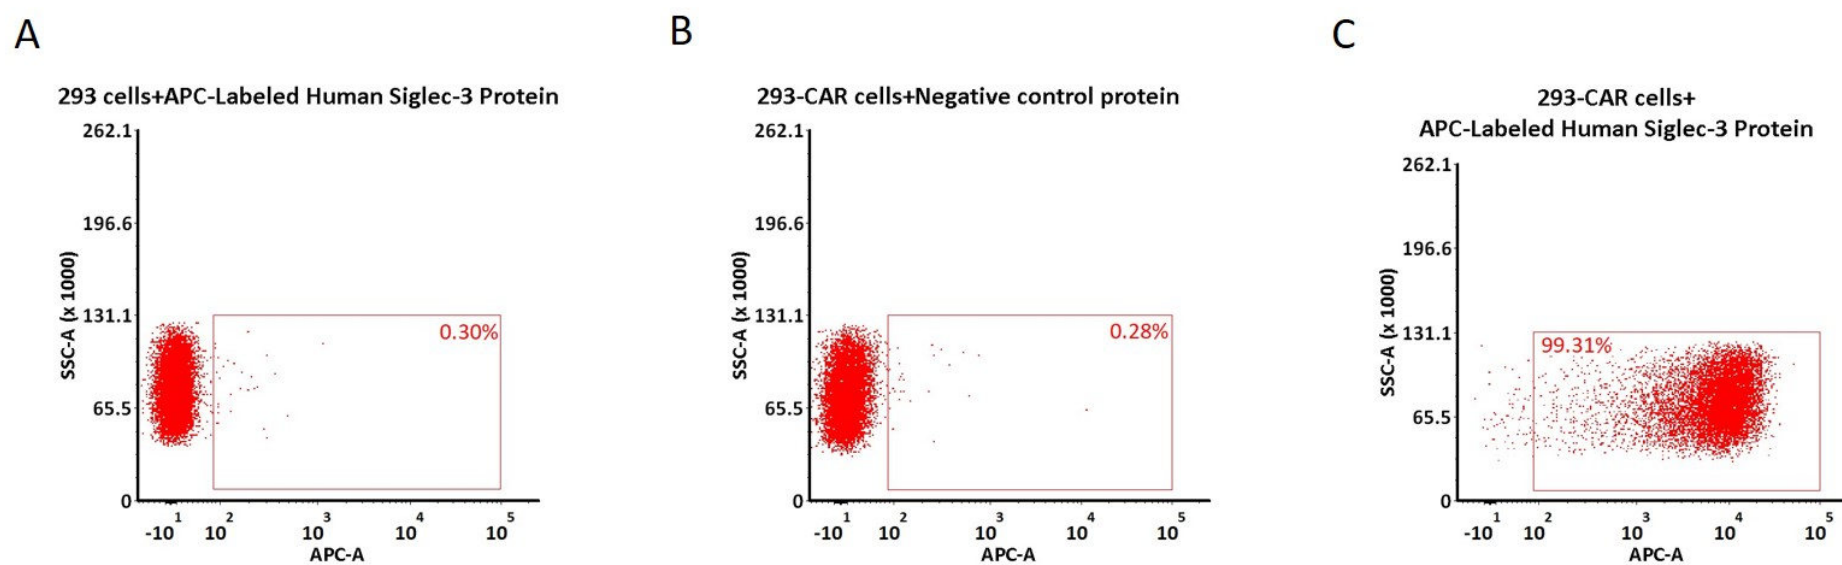 A
293 cells+APC-Labeled Human Siglec-3 Protein
262.1
196.6
131.1
65.5
0
SSC-A (x 1000)
0.30%
-10^1 10^2 10^3 10^4 10^5
APC-A
B
293-CAR cells+Negative control protein
262.1
196.6
131.1
65.5
0
SSC-A (x 1000)
0.28%
-10^1 10^2 10^3 10^4 10^5
APC-A
C
293-CAR cells+
APC-Labeled Human Siglec-3 Protein
262.1
196.6
131.1
65.5
0
SSC-A (x 1000)
99.31%
-10^1 10^2 10^3 10^4 10^5
APC-A